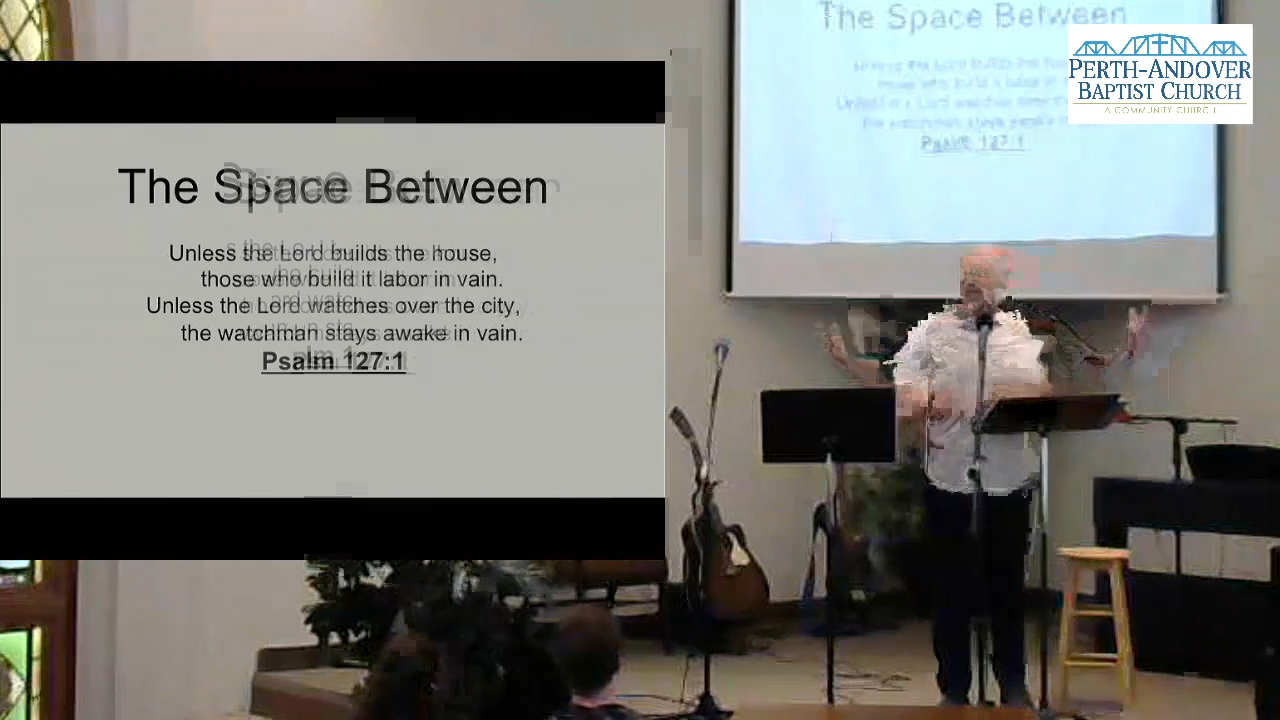 The Space Between
Unless the Lord builds the house,
those who build it labor in vain.
Unless the Lord watches over the city,
the watchman stays awake in vain.
Psalm 127:1
The Space Between
Psalm 127:1
PERTH-ANDOVER
BAPTIST CHURCH
A COMMUNITY CHURCH